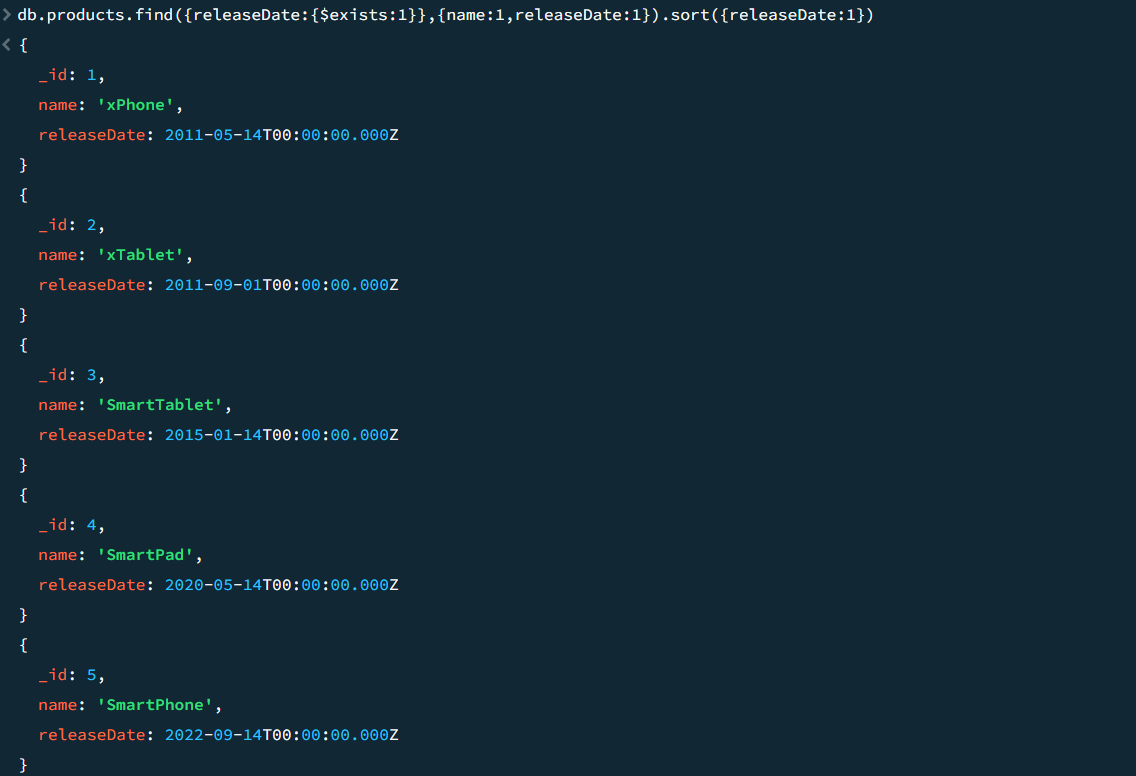 db.products.find({releaseDate:{$exists:1}},{name:1,releaseDate:1}).sort({releaseDate:1})
{
_id: 1,
name: 'xPhone',
releaseDate: 2011-05-14T00:00:00.000Z
}
{
_id: 2,
name: 'xTablet',
releaseDate: 2011-09-01T00:00:00.000Z
}
{
_id: 3,
name: 'SmartTablet',
releaseDate: 2015-01-14T00:00:00.000Z
}
{
_id: 4,
name: 'SmartPad',
releaseDate: 2020-05-14T00:00:00.000Z
}
{
_id: 5,
name: 'SmartPhone',
releaseDate: 2022-09-14T00:00:00.000Z
}